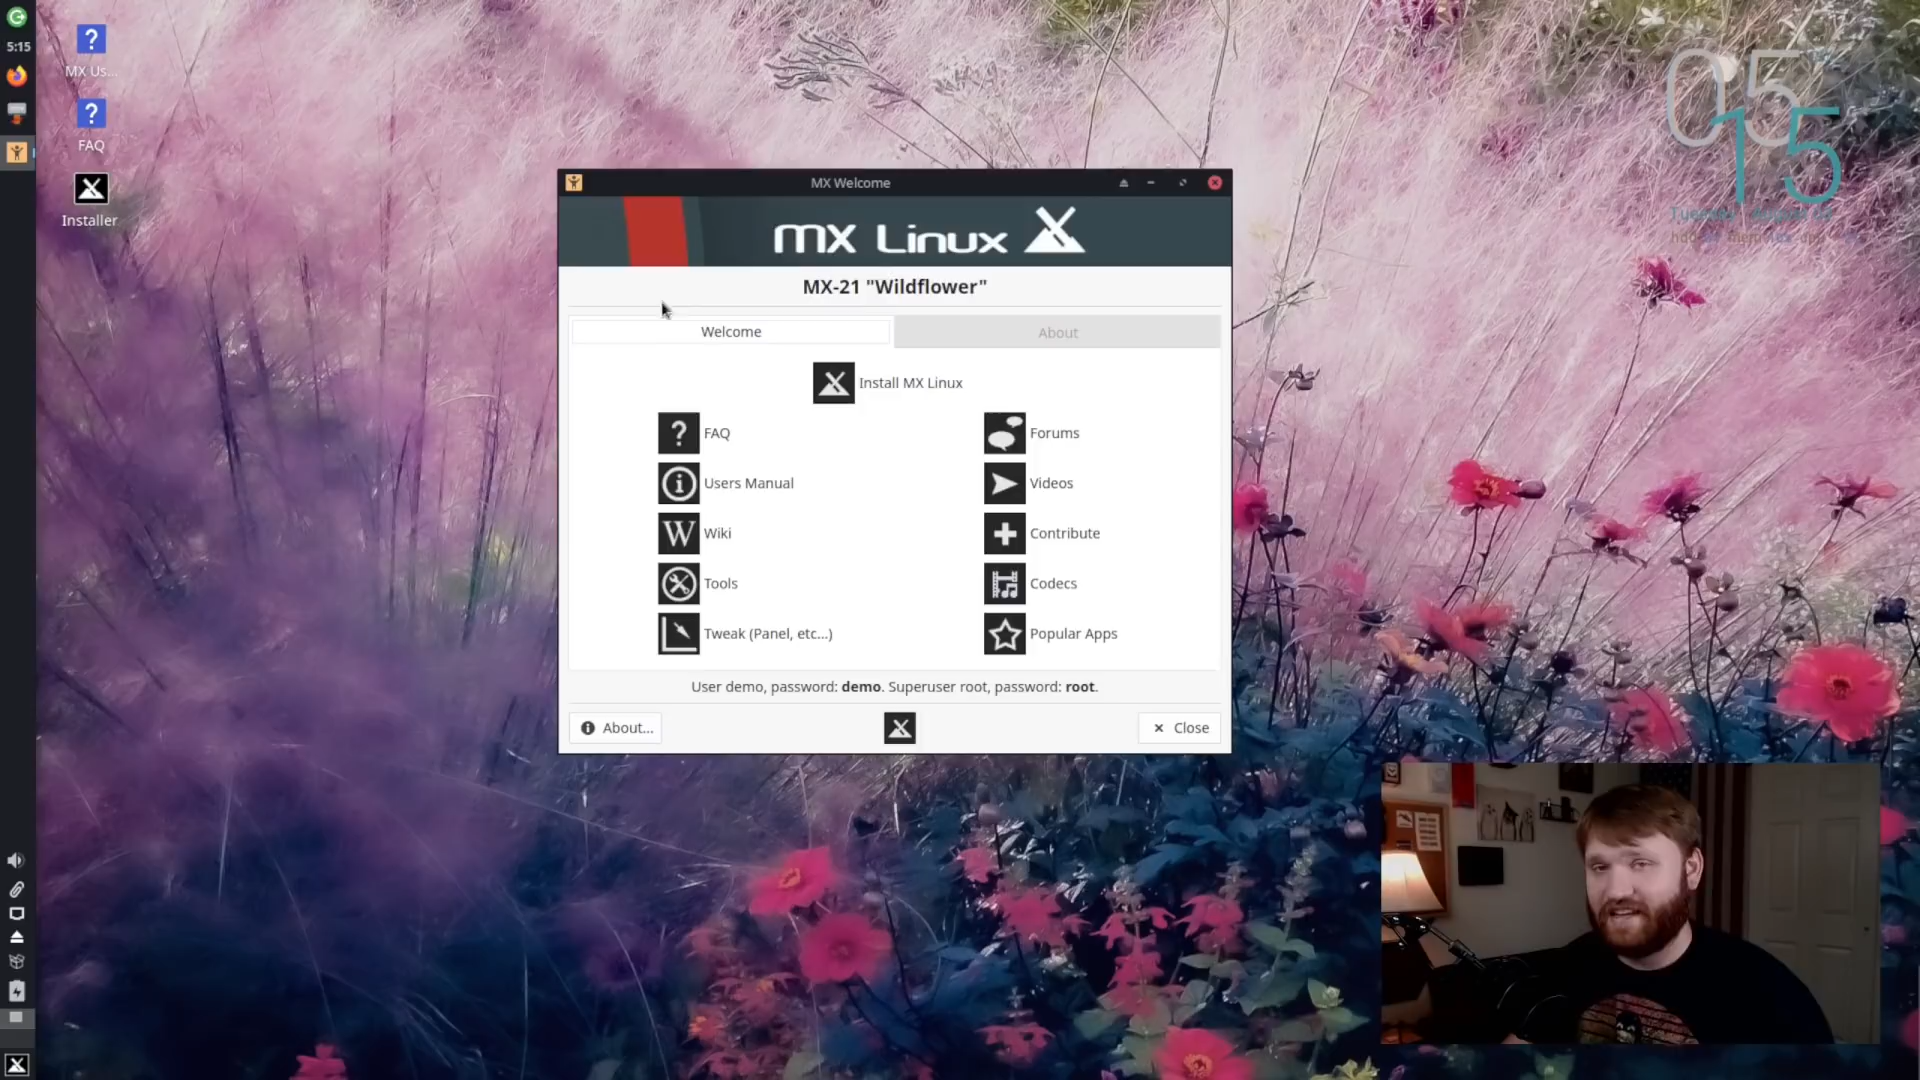 5:15
MX Us...
FAQ
Installer
05
15
MX Welcome
MX Linux
MX-21 "Wildflower"
Welcome
About
Install MX Linux
FAQ
Forums
Users Manual
Videos
Wiki
Contribute
Tools
Codecs
Tweak (Panel, etc...)
Popular Apps
User demo, password: demo. Superuser root, password: root.
About...
Close